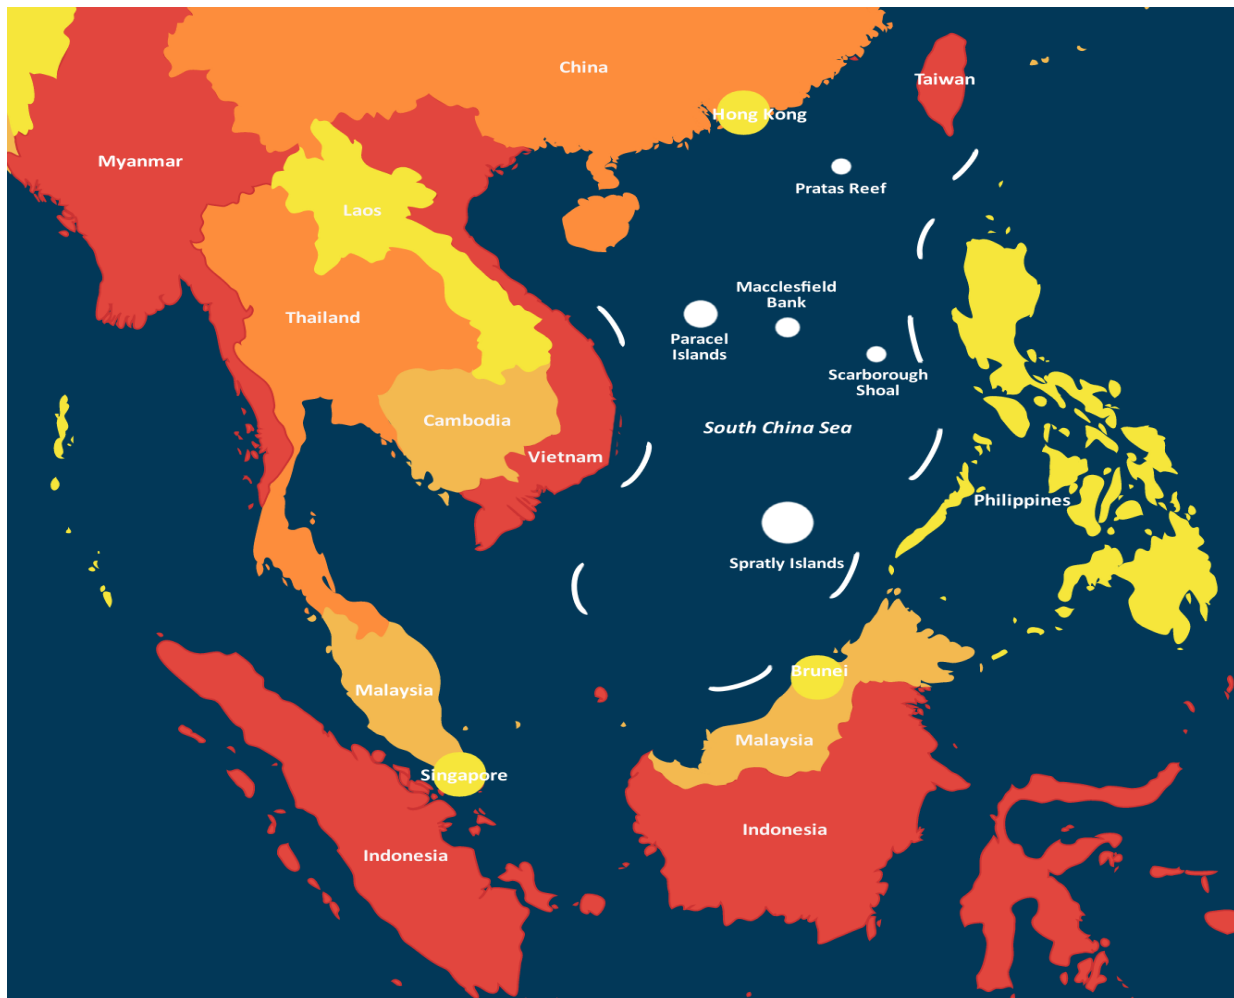 China
Taiwan
Hong Kong
Myanmar
Pratas Reef
Laos
Macclesfield
Bank
Thailand
Paracel
Islands
Scarborough
Shoal
Cambodia
South China Sea
Vietnam
Philippines
Spratly Islands
Brunei
Malaysia
Malaysia
Singapore
Indonesia
Indonesia